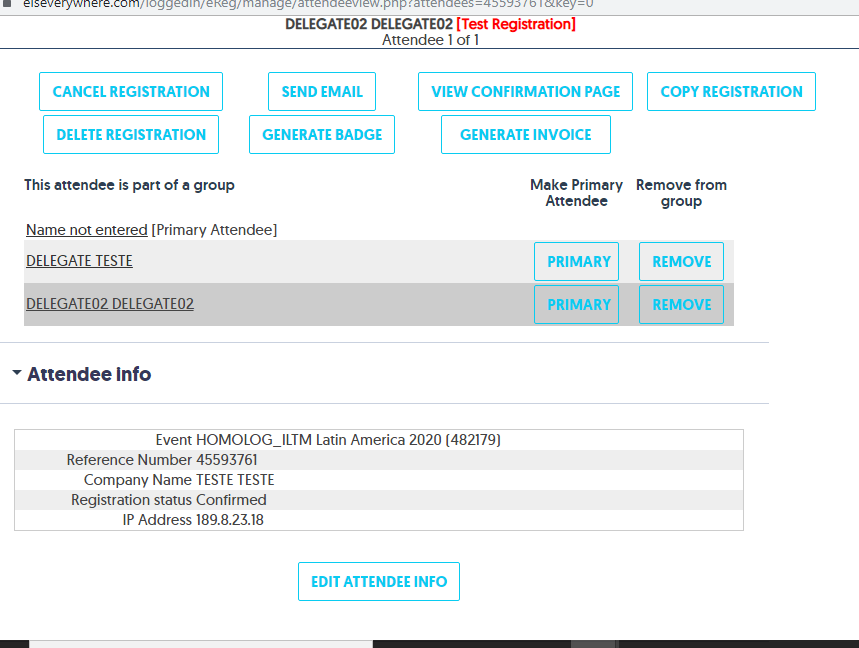 elseverywhere.com/loggedin/eReg/manage/attendeeview.php?attendees=45593761&key=0
DELEGATE02 DELEGATE02 [Test Registration]
Attendee 1 of 1
CANCEL REGISTRATION SEND EMAIL VIEW CONFIRMATION PAGE COPY REGISTRATION
DELETE REGISTRATION GENERATE BADGE GENERATE INVOICE
This attendee is part of a group
Make Primary Attendee
Remove from group
Name not entered [Primary Attendee]
DELEGATE TESTE PRIMARY REMOVE
DELEGATE02 DELEGATE02 PRIMARY REMOVE
Attendee info
Event HOMOLOG_ILTM Latin America 2020 (482179)
Reference Number 45593761
Company Name TESTE TESTE
Registration status Confirmed
IP Address 189.8.23.18
EDIT ATTENDEE INFO